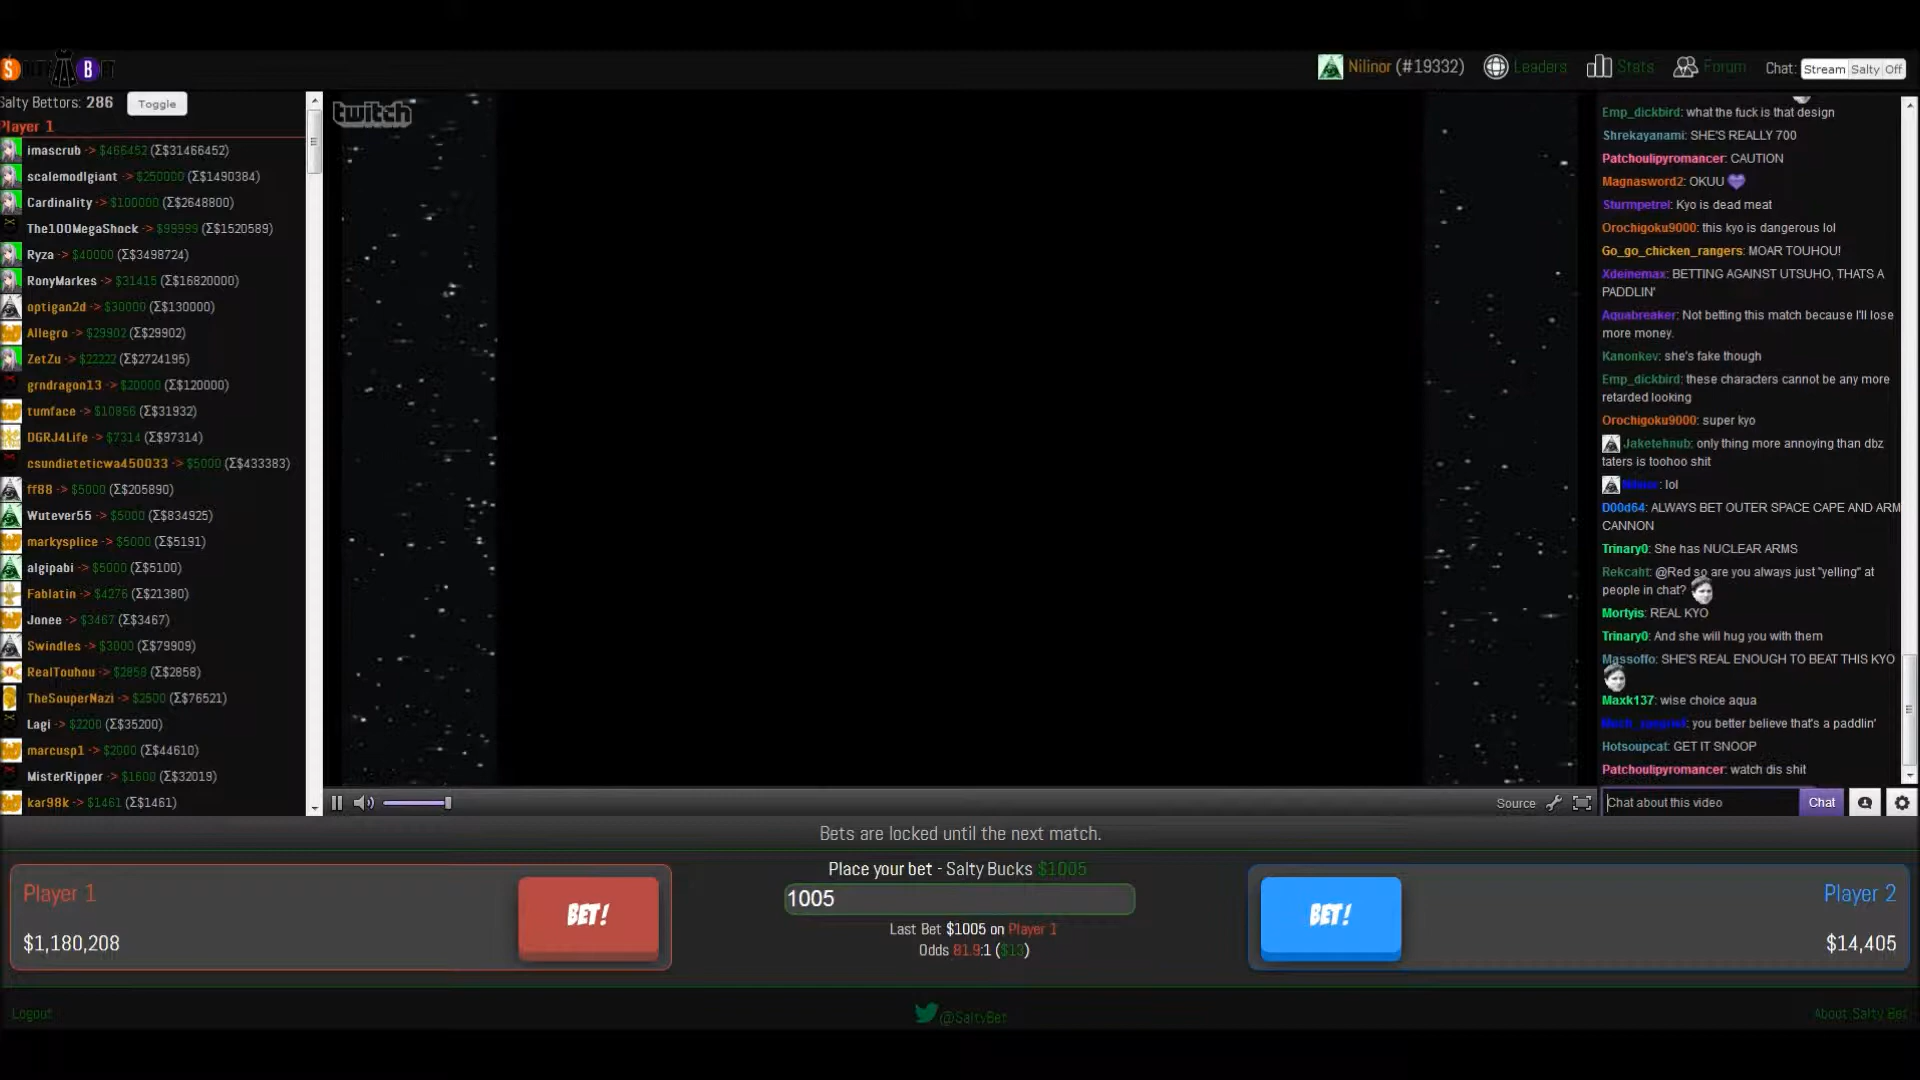 Nilinor (#19332)
Leaders
Stats
Forum
Chat: Stream Salty Off
Salty Bettors: 286 Toggle
Player 1
imascrub -> $466452 (Σ$31466452)
scalemodlgiant -> $250000 (Σ$1490384)
Cardinality -> $100000 (Σ$2648800)
The100MegaShock -> $99999 (Σ$1520589)
Ryza -> $40000 (Σ$3498724)
RonyMarkes -> $31415 (Σ$16820000)
optigan2d -> $30000 (Σ$130000)
Allegro -> $29902 (Σ$29902)
ZetZu -> $22222 (Σ$2724195)
grndragon13 -> $20000 (Σ$120000)
tumface -> $10856 (Σ$31932)
DGRJ4Life -> $7314 (Σ$97314)
csundieteticwa450033 -> $5000 (Σ$433383)
ff88 -> $5000 (Σ$205890)
Wutever55 -> $5000 (Σ$834925)
markysplice -> $5000 (Σ$5191)
algipabi -> $5000 (Σ$5100)
Fablatin -> $4276 (Σ$21380)
Jonee -> $3467 (Σ$3467)
Swindles -> $3000 (Σ$79909)
RealTouhou -> $2858 (Σ$2858)
TheSouperNazi -> $2500 (Σ$76521)
Lagi -> $2200 (Σ$35200)
marcusp1 -> $2000 (Σ$44610)
MisterRipper -> $1600 (Σ$32019)
kar98k -> $1461 (Σ$1461)
twitch
Source
Emp_dickbird: what the fuck is that design
Shrekayanami: SHE'S REALLY 700
Patchoulipyromancer: CAUTION
Magnasword2: OKUU
Sturmpetrel: Kyo is dead meat
Orochigoku9000: this kyo is dangerous lol
Go_go_chicken_rangers: MOAR TOUHOU!
Xdeinemax: BETTING AGAINST UTSUHO, THATS A
PADDLIN'
Aquabreaker: Not betting this match because I'll lose
more money.
Kanonkev: she's fake though
Emp_dickbird: these characters cannot be any more
retarded looking
Orochigoku9000: super kyo
Jaketehnub: only thing more annoying than dbz
taters is toohoo shit
: lol
D00d64: ALWAYS BET OUTER SPACE CAPE AND ARM
CANNON
Trinary0: She has NUCLEAR ARMS
Rekcaht: @Red so are you always just "yelling" at
people in chat?
Mortyis: REAL KYO
Trinary0: And she will hug you with them
Massoffo: SHE'S REAL ENOUGH TO BEAT THIS KYO
Maxk137: wise choice aqua
: you better believe that's a paddlin'
Hotsoupcat: GET IT SNOOP
Patchoulipyromancer: watch dis shit
Chat about this video
Chat
Bets are locked until the next match.
Player 1
$1,180,208
BET!
Place your bet - Salty Bucks $1005
1005
Last Bet $1005 on Player 1
Odds 81.9:1 ($13)
BET!
Player 2
$14,405
Logout
@SaltyBet
About Salty Bet